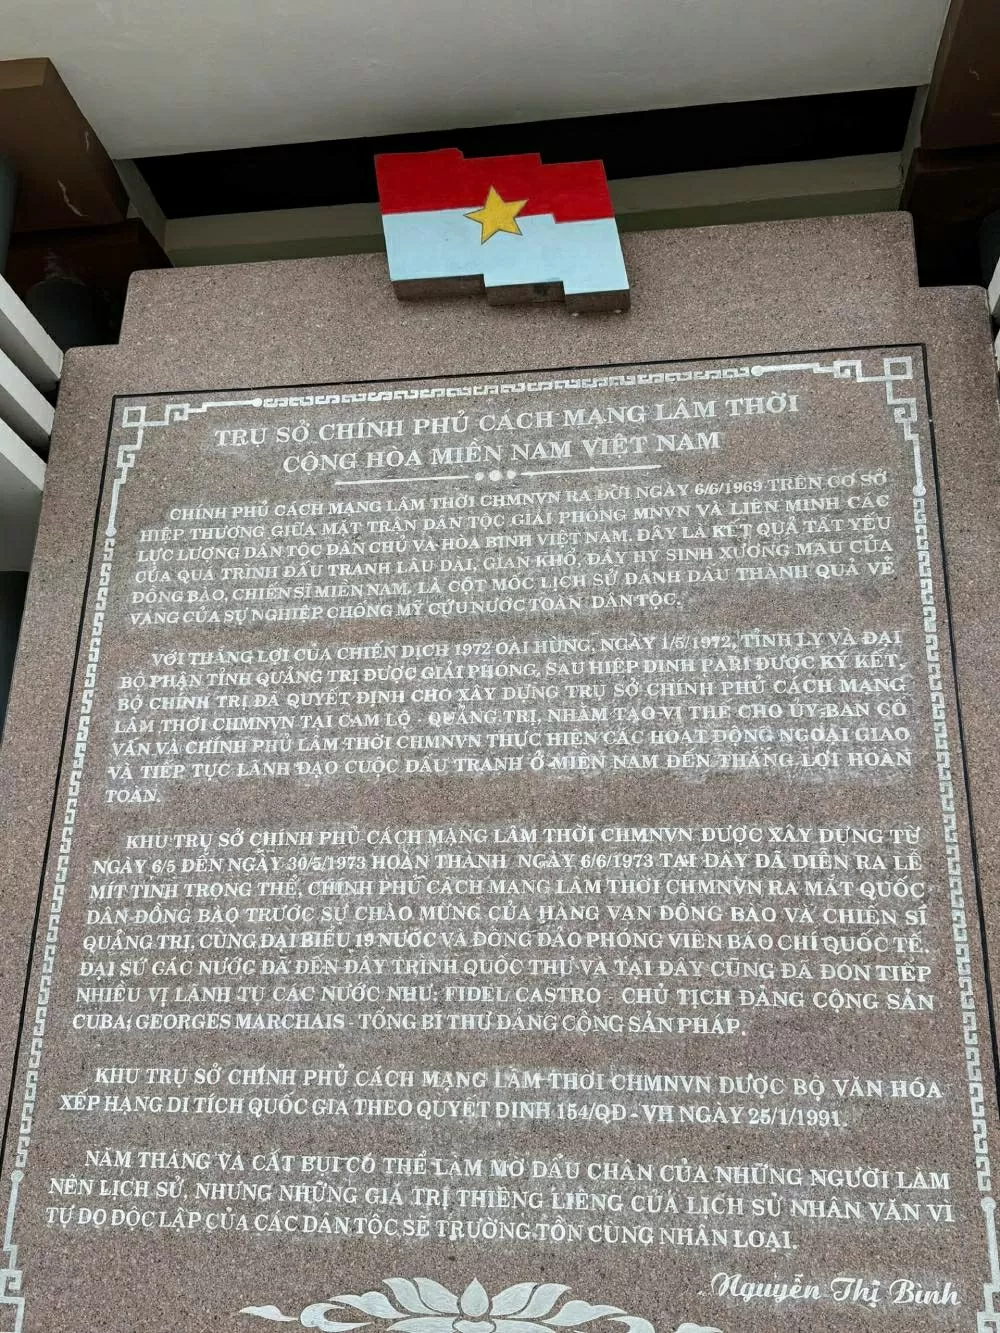 TRỤ SỞ CHÍNH PHỦ CÁCH MẠNG LÂM THỜI
CỘNG HÒA MIỀN NAM VIỆT NAM
CHÍNH PHỦ CÁCH MẠNG LÂM THỜI CHMNVN RA ĐỜI NGÀY 6/6/1969 TRÊN CƠ SỞ
HIỆP THƯƠNG GIỮA MẶT TRẬN DÂN TỘC GIẢI PHÓNG MNVN VÀ LIÊN MINH CÁC
LỰC LƯỢNG DÂN TỘC DÂN CHỦ VÀ HÒA BÌNH VIỆT NAM. ĐÂY LÀ KẾT QUẢ TẤT YẾU
CỦA QUÁ TRÌNH ĐẤU TRANH LÂU DÀI, GIAN KHỔ, ĐẦY HY SINH XƯƠNG MÁU CỦA
ĐỒNG BÀO, CHIẾN SĨ MIỀN NAM, LÀ CỘT MỐC LỊCH SỬ ĐÁNH DẤU THÀNH QUẢ VẺ
VANG CỦA SỰ NGHIỆP CHỐNG MỸ CỨU NƯỚC TOÀN DÂN TỘC.
VỚI THẮNG LỢI CỦA CHIẾN DỊCH 1972 OAI HÙNG, NGÀY 1/5/1972, TỈNH LỴ VÀ ĐẠI
BỘ PHẬN TỈNH QUẢNG TRỊ ĐƯỢC GIẢI PHÓNG, SAU HIỆP ĐỊNH PARI ĐƯỢC KÝ KẾT,
BỘ CHÍNH TRỊ ĐÃ QUYẾT ĐỊNH CHO XÂY DỰNG TRỤ SỞ CHÍNH PHỦ CÁCH MẠNG
LÂM THỜI CHMNVN TẠI CAM LỘ - QUẢNG TRỊ, NHẰM TẠO VỊ THẾ CHO ỦY BAN CỐ
VẤN VÀ CHÍNH PHỦ LÂM THỜI CHMNVN THỰC HIỆN CÁC HOẠT ĐỘNG NGOẠI GIAO
VÀ TIẾP TỤC LÃNH ĐẠO CUỘC ĐẤU TRANH Ở MIỀN NAM ĐẾN THẮNG LỢI HOÀN
TOÀN.
KHU TRỤ SỞ CHÍNH PHỦ CÁCH MẠNG LÂM THỜI CHMNVN ĐƯỢC XÂY DỰNG TỪ
NGÀY 6/5 ĐẾN NGÀY 30/5/1973 HOÀN THÀNH NGÀY 6/6/1973 TẠI ĐÂY ĐÃ DIỄN RA LỄ
MÍT TINH TRỌNG THỂ, CHÍNH PHỦ CÁCH MẠNG LÂM THỜI CHMNVN RA MẮT QUỐC
DÂN ĐỒNG BÀO TRƯỚC SỰ CHÀO MỪNG CỦA HÀNG VẠN ĐỒNG BÀO VÀ CHIẾN SĨ
QUẢNG TRỊ, CÙNG ĐẠI BIỂU 19 NƯỚC VÀ ĐÔNG ĐẢO PHÓNG VIÊN BÁO CHÍ QUỐC TẾ.
ĐẠI SỨ CÁC NƯỚC ĐÃ ĐẾN ĐÂY TRÌNH QUỐC THƯ VÀ TẠI ĐÂY CŨNG ĐÃ ĐÓN TIẾP
NHIỀU VỊ LÃNH TỤ CÁC NƯỚC NHƯ: FIDEL CASTRO - CHỦ TỊCH ĐẢNG CỘNG SẢN
CUBA; GEORGES MARCHAIS - TỔNG BÍ THƯ ĐẢNG CỘNG SẢN PHÁP.
KHU TRỤ SỞ CHÍNH PHỦ CÁCH MẠNG LÂM THỜI CHMNVN ĐƯỢC BỘ VĂN HÓA
XẾP HẠNG DI TÍCH QUỐC GIA THEO QUYẾT ĐỊNH 154/QĐ - VH NGÀY 25/1/1991.
NĂM THÁNG VÀ CÁT BỤI CÓ THỂ LÀM MỜ DẤU CHÂN CỦA NHỮNG NGƯỜI LÀM
NÊN LỊCH SỬ, NHƯNG NHỮNG GIÁ TRỊ THIÊNG LIÊNG CỦA LỊCH SỬ NHÂN VĂN VÌ
TỰ DO ĐỘC LẬP CỦA CÁC DÂN TỘC SẼ TRƯỜNG TỒN CÙNG NHÂN LOẠI.
Nguyễn Thị Bình